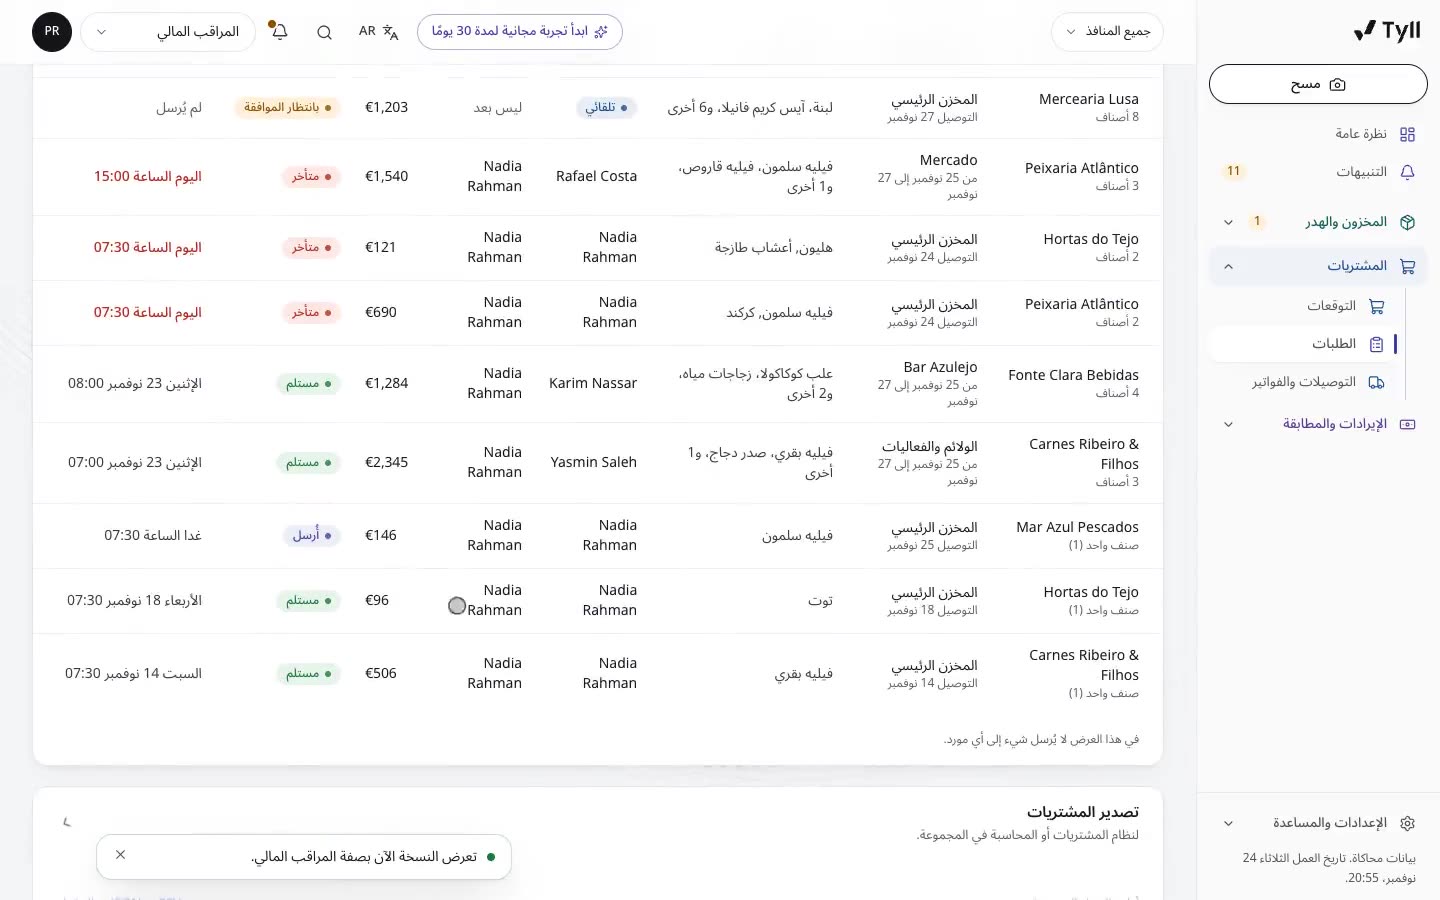 Tyll
جميع المنافذ
ابدأ تجربة مجانية لمدة 30 يومًا
AR
المراقب المالي
PR
مسح
نظرة عامة
التنبيهات
11
المخزون والهدر
1
المشتريات
التوقعات
الطلبات
التوصيلات والفواتير
الإيرادات والمطابقة
الإعدادات والمساعدة
بيانات محاكاة. تاريخ العمل الثلاثاء 24
نوفمبر، 20:55.
Mercearia Lusa
8 أصناف
المخزن الرئيسي
التوصيل 27 نوفمبر
لبنة، آيس كريم فانيلا، و6 أخرى
تلقائي
ليس بعد
€1,203
بانتظار الموافقة
لم يُرسل
Peixaria Atlântico
3 أصناف
Mercado
من 25 نوفمبر إلى 27
نوفمبر
فيليه سلمون، فيليه قاروص،
و1 أخرى
Rafael Costa
Nadia
Rahman
€1,540
متأخر
اليوم الساعة 15:00
Hortas do Tejo
2 أصناف
المخزن الرئيسي
التوصيل 24 نوفمبر
هليون, أعشاب طازجة
Nadia
Rahman
Nadia
Rahman
€121
متأخر
اليوم الساعة 07:30
Peixaria Atlântico
2 أصناف
المخزن الرئيسي
التوصيل 24 نوفمبر
فيليه سلمون, كركند
Nadia
Rahman
Nadia
Rahman
€690
متأخر
اليوم الساعة 07:30
Fonte Clara Bebidas
4 أصناف
Bar Azulejo
من 25 نوفمبر إلى 27
نوفمبر
علب كوكاكولا، زجاجات مياه،
و2 أخرى
Karim Nassar
Nadia
Rahman
€1,284
مستلم
الإثنين 23 نوفمبر 08:00
Carnes Ribeiro &
Filhos
3 أصناف
الولائم والفعاليات
من 25 نوفمبر إلى 27
نوفمبر
فيليه بقري، صدر دجاج، و1
أخرى
Yasmin Saleh
Nadia
Rahman
€2,345
مستلم
الإثنين 23 نوفمبر 07:00
Mar Azul Pescados
صنف واحد (1)
المخزن الرئيسي
التوصيل 25 نوفمبر
فيليه سلمون
Nadia
Rahman
Nadia
Rahman
€146
أُرسل
غدا الساعة 07:30
Hortas do Tejo
صنف واحد (1)
المخزن الرئيسي
التوصيل 18 نوفمبر
توت
Nadia
Rahman
Nadia
Rahman
€96
مستلم
الأربعاء 18 نوفمبر 07:30
Carnes Ribeiro &
Filhos
صنف واحد (1)
المخزن الرئيسي
التوصيل 14 نوفمبر
فيليه بقري
Nadia
Rahman
Nadia
Rahman
€506
مستلم
السبت 14 نوفمبر 07:30
في هذا العرض لا يُرسل شيء إلى أي مورد.
تصدير المشتريات
لنظام المشتريات أو المحاسبة في المجموعة.
تعرض النسخة الآن بصفة المراقب المالي.